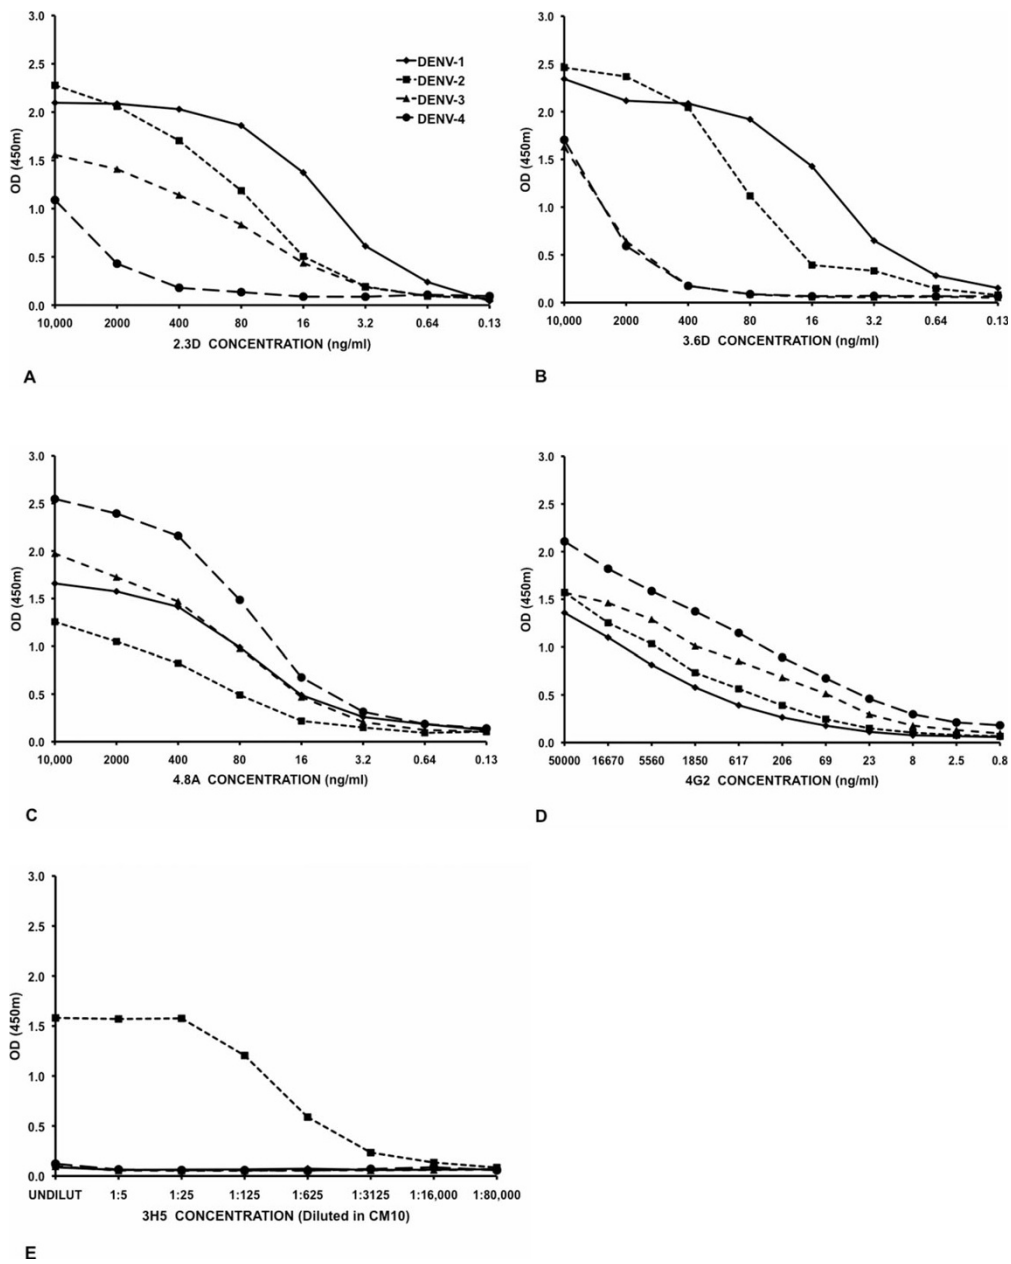 3.0
2.5
2.0
1.5
1.0
0.5
0.0
OD (450m)
DENV-1
DENV-2
DENV-3
DENV-4
10,000 2000 400 80 16 3.2 0.64 0.13
2.3D CONCENTRATION (ng/ml)
A
3.0
2.5
2.0
1.5
1.0
0.5
0.0
OD (450m)
10,000 2000 400 80 16 3.2 0.64 0.13
3.6D CONCENTRATION (ng/ml)
B
3.0
2.5
2.0
1.5
1.0
0.5
0.0
OD (450m)
10,000 2000 400 80 16 3.2 0.64 0.13
4.8A CONCENTRATION (ng/ml)
C
3.0
2.5
2.0
1.5
1.0
0.5
0.0
OD (450m)
50000 16670 5560 1850 617 206 69 23 8 2.5 0.8
4G2 CONCENTRATION (ng/ml)
D
3.0
2.5
2.0
1.5
1.0
0.5
0.0
OD (450m)
UNDILUT 1:5 1:25 1:125 1:625 1:3125 1:16,000 1:80,000
3H5 CONCENTRATION (Diluted in CM10)
E